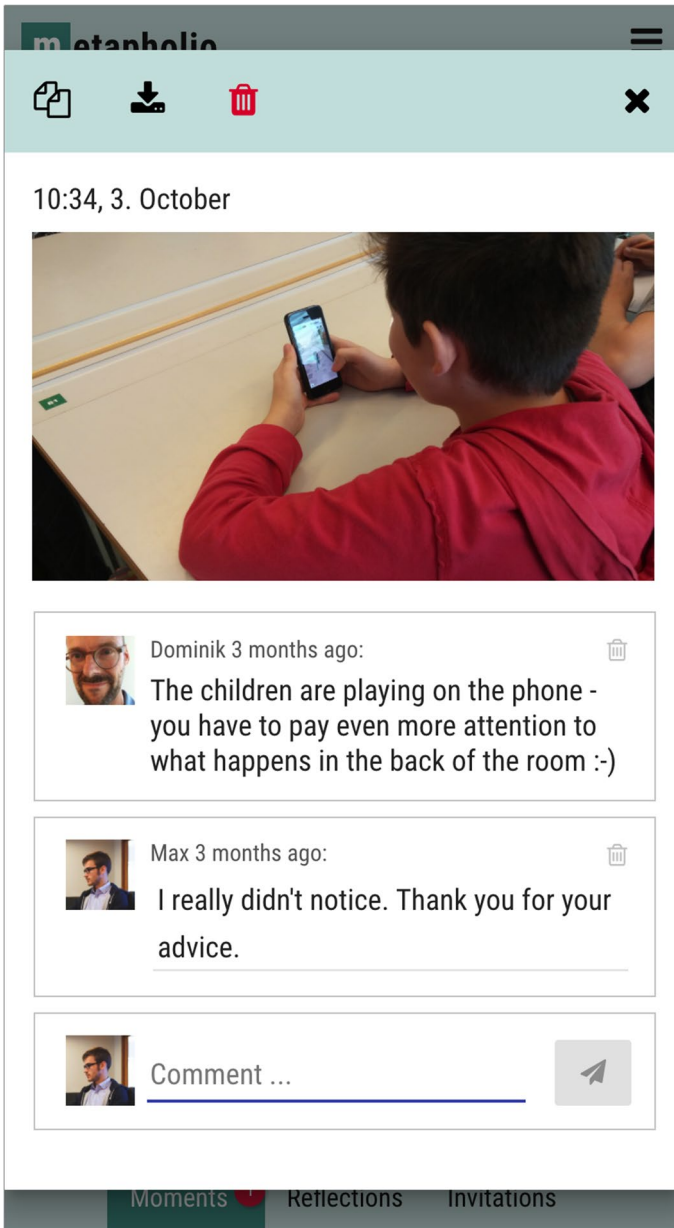 metapholio
10:34, 3. October
Dominik 3 months ago:
The children are playing on the phone -
you have to pay even more attention to
what happens in the back of the room :-)
Max 3 months ago:
I really didn't notice. Thank you for your
advice.
Comment ...
Moments Reflections Invitations